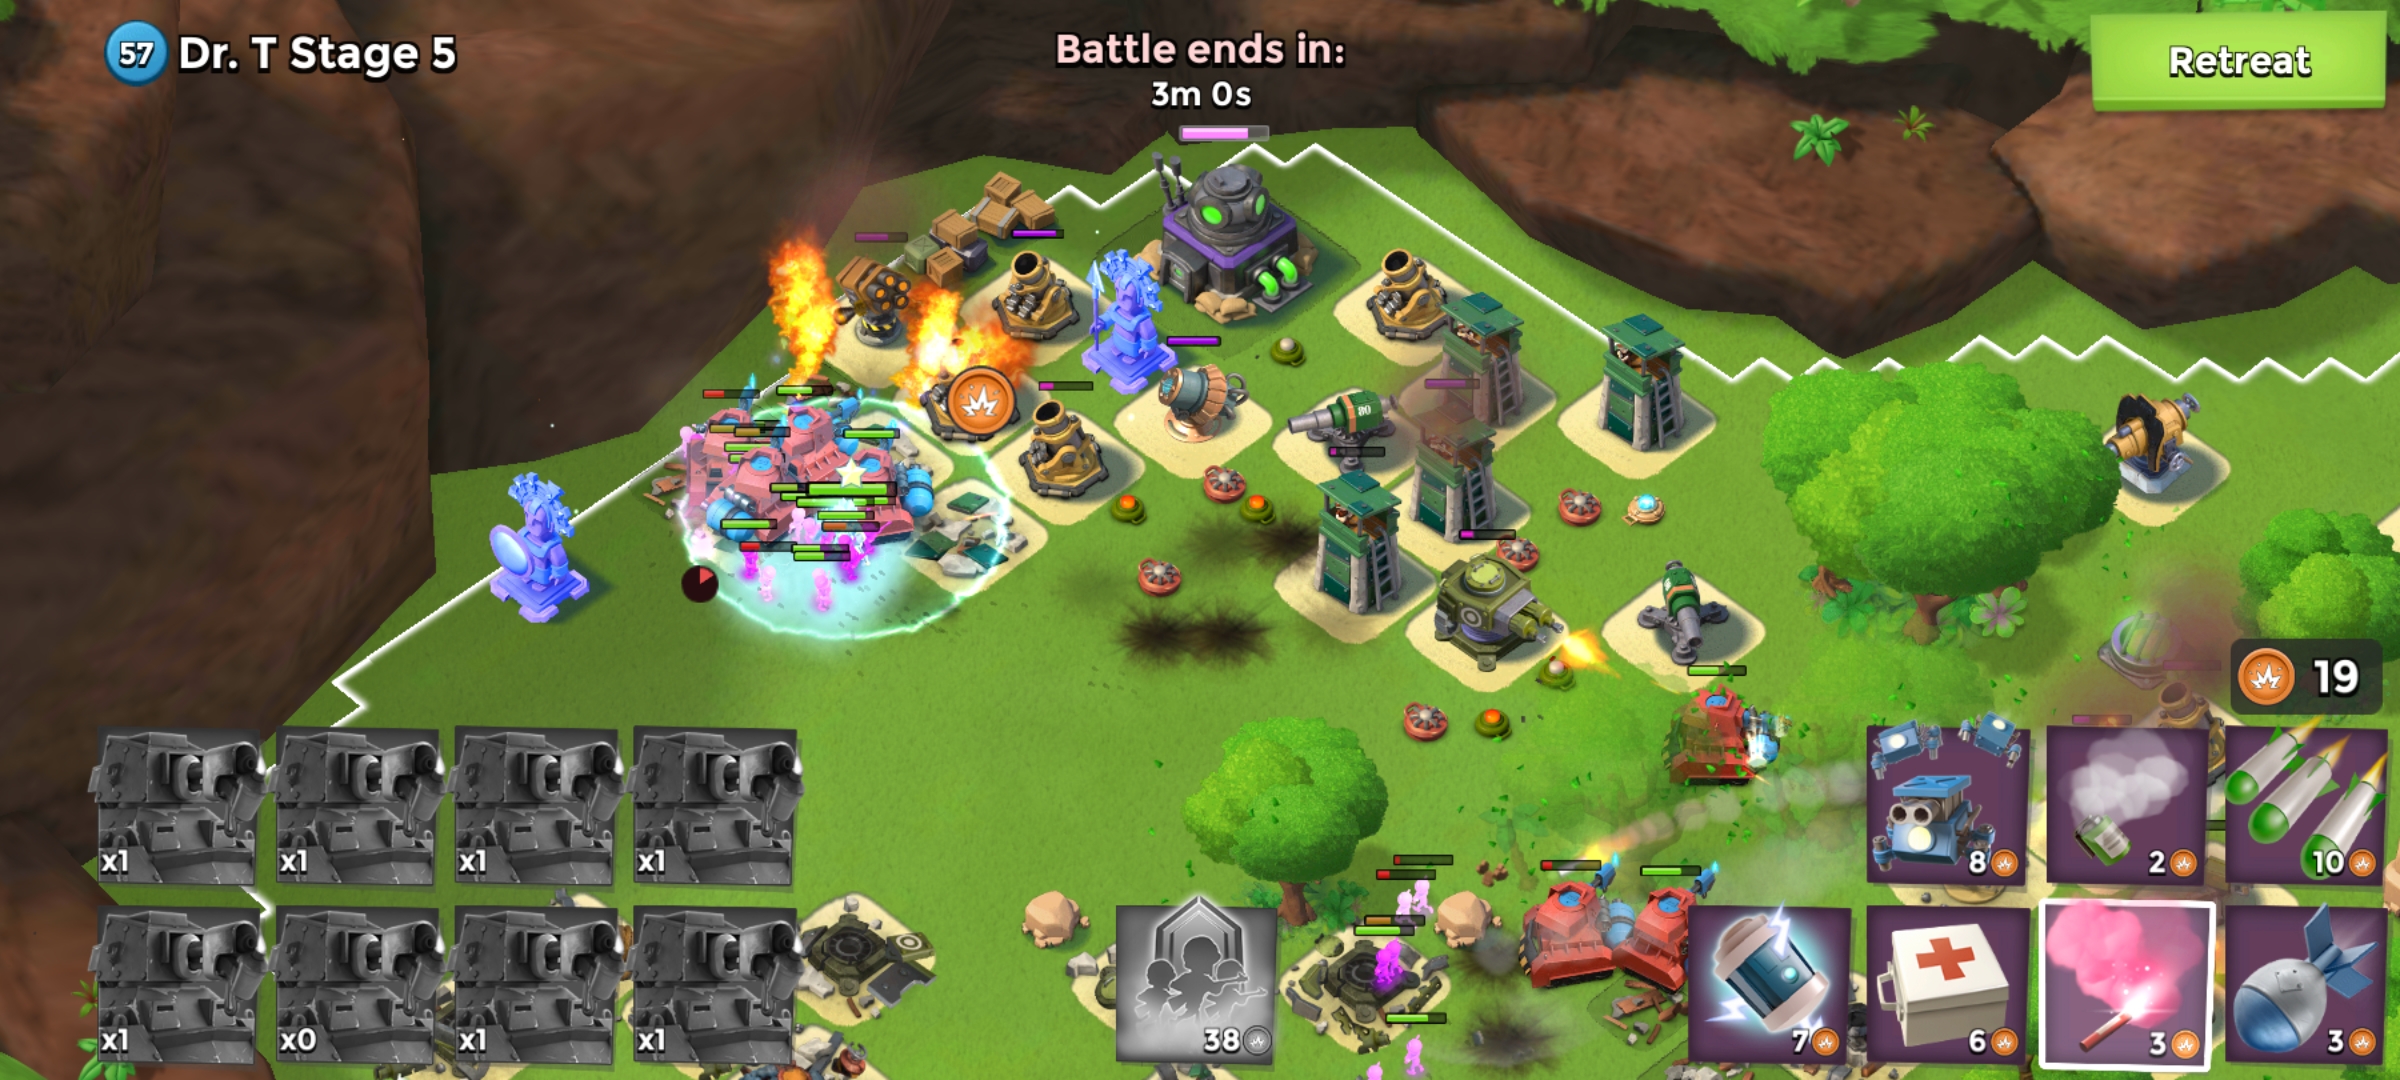 57 Dr. T Stage 5
Battle ends in:
3m 0s
Retreat
80
19
x1 x1 x1 x1
8 2 10
x1 x0 x1 x1
38 7 6 3 3